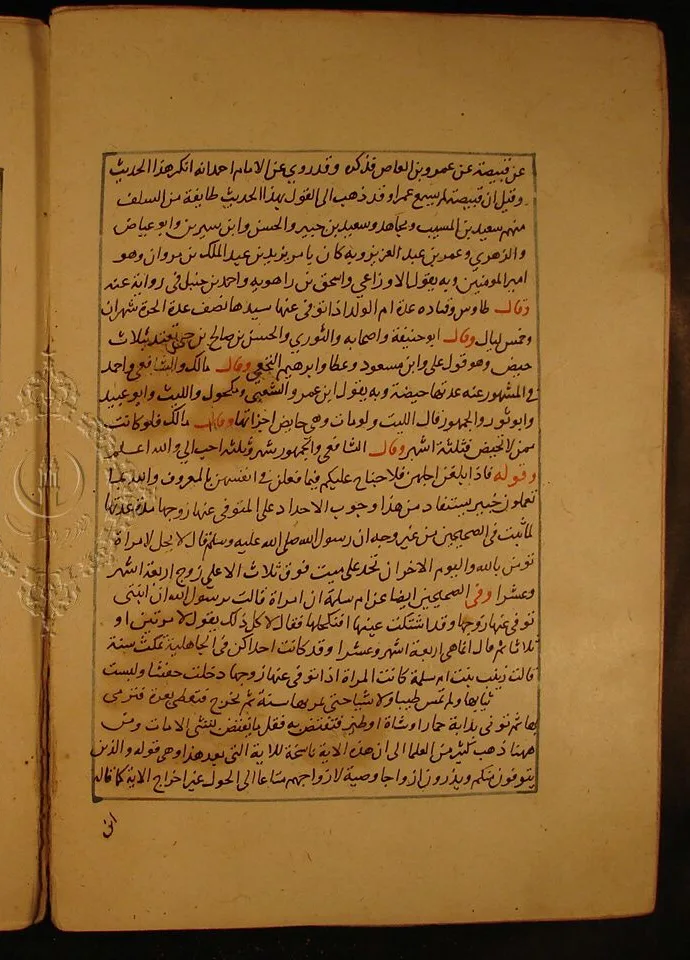 عن قبيصة عن عمرو بن العاص فذكره وقد روي عن الامام احمد انه انكر هذا الحديث
وقيل ان قبيصة لم يسمع عمرا وقد ذهب الى القول بهذا الحديث طايفة من السلف
منهم سعيد بن المسيب ومجاهد وسعيد بن جبير والحسن وابن سيرين وابو عياض
والزهري وعمر بن عبد العزيز وبه كان يامر يزيد بن عبد الملك بن مروان وهو
امير المومنين وبه يقول الاوزاعي واسحق بن راهويه واحمد بن حنبل في رواية عنه
وقال طاوس وقتاده عدة ام الولد اذا توفي عنها سيدها نصف عدة الحرة شهران
وخمس ليال وقال ابو حنيفة واصحابه والثوري والحسن بن صالح بن حي تعتد بثلاث
حيض وهو قول علي وابن مسعود وعطا وابرهيم النخعي وقال مالك والشافعي واحمد
في المشهور عنه عدتها حيضة وبه يقول ابن عمر والشعبي ومكحول والليث وابو عبيد
وابو ثور والجمهور قال الليث ولو مات وهي حايض اجزاتها وقال مالك فلو كانت
ممن لا تحيض فثلثة اشهر وقال الشافعي والجمهور شهر وثلثة احب الي والله اعلم
وقوله فاذا بلغن اجلهن فلا جناح عليكم فيما فعلن في انفسهن بالمعروف والله بما
تعملون خبير يستفاد من هذا وجوب الاحداد على المتوفى عنها زوجها مدة عدتها
لما ثبت في الصحيحين من غير وجه ان رسول الله صلى الله عليه وسلم قال لا يحل لامراة
تومن بالله واليوم الاخر ان تحد على ميت فوق ثلاث الا على زوج اربعة اشهر
وعشرا وفي الصحيحين ايضا عن ام سلمة ان امراة قالت يرسول الله ان ابنتي
توفي عنها زوجها وقد اشتكت عينها افنكحلها فقال لا كل ذلك يقول لا مرتين او
ثلاثا ثم قال انما هي اربعة اشهر وعشرا وقد كانت احداكن في الجاهلية تمكث سنة
قالت زينب بنت ام سلمة كانت المراة اذا توفي عنها زوجها دخلت حفشا ولبست
ثيابها ولم تمس طيبا ولا شيا حتى تمر بها سنة ثم تخرج فتعطى بعرة فترمي
بها ثم توتى بدابة حمار او شاة او طير فتفتض به فقل ما تفتض بشئ الا مات ومن
ههنا ذهب كثير من العلما الى ان هذه الاية ناسخة للاية التي بعدها وهي قوله والذين
يتوفون منكم ويذرون ازواجا وصية لازواجهم متاعا الى الحول غير اخراج الاية كما قاله
ابن